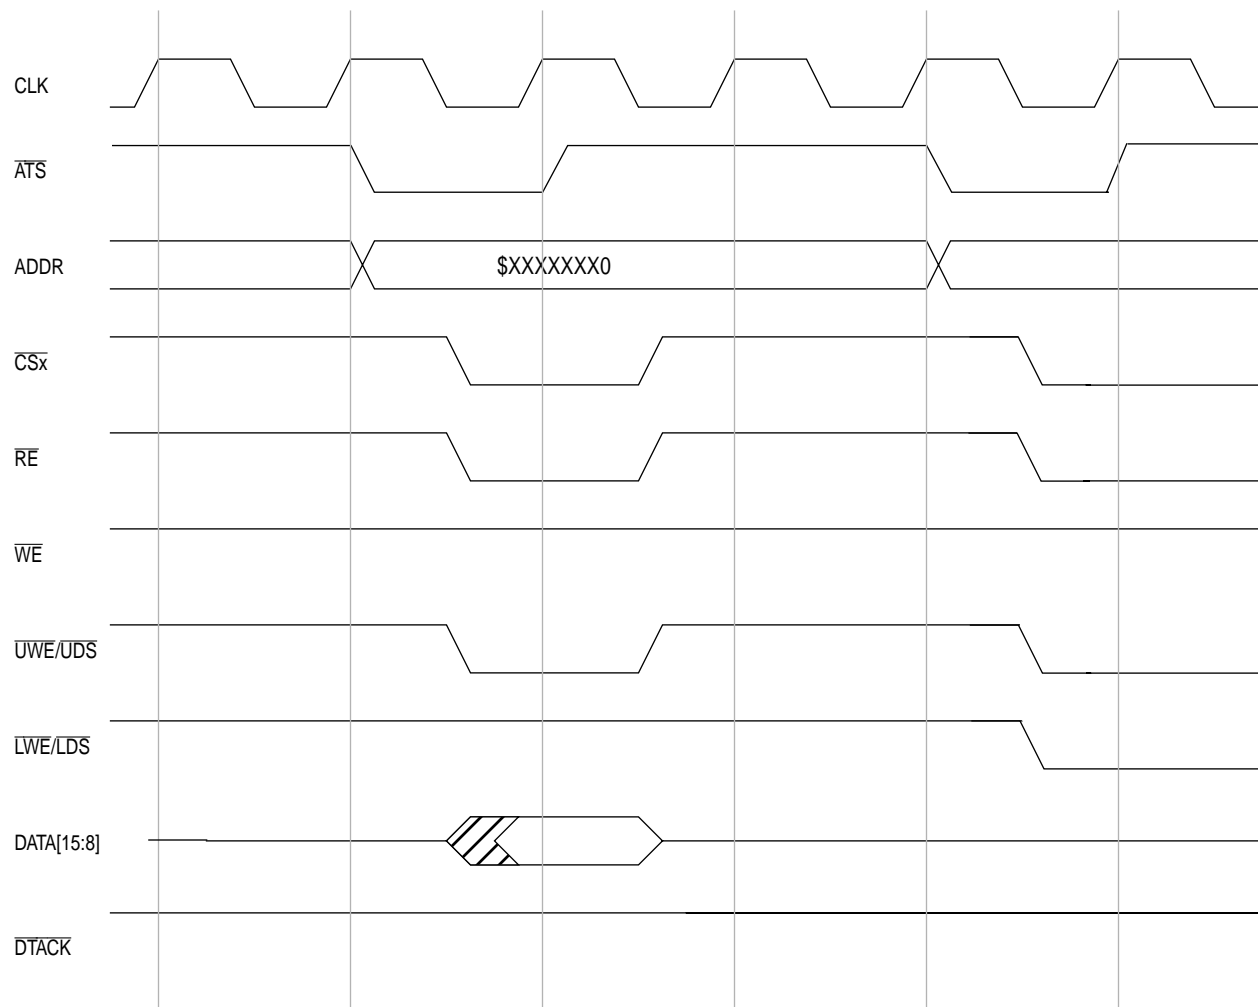 CLK
ATS
ADDR
$XXXXXXX0
CSx
RE
WE
UWE/UDS
LWE/LDS
DATA[15:8]
DTACK